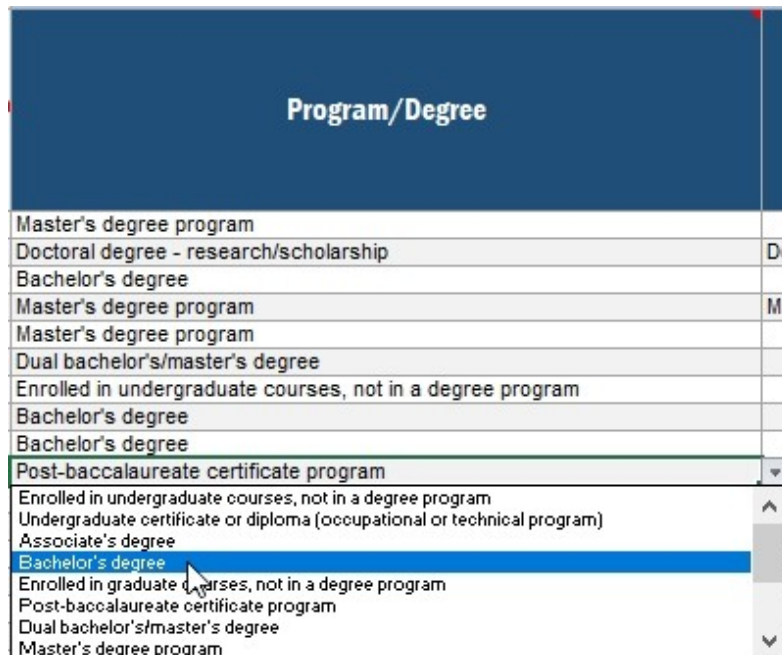 Program/Degree
Master's degree program
Doctoral degree - research/scholarship
Bachelor's degree
Master's degree program
Master's degree program
Dual bachelor's/master's degree
Enrolled in undergraduate courses, not in a degree program
Bachelor's degree
Bachelor's degree
Post-baccalaureate certificate program
Enrolled in undergraduate courses, not in a degree program
Undergraduate certificate or diploma (occupational or technical program)
Associate's degree
Bachelor's degree
Enrolled in graduate courses, not in a degree program
Post-baccalaureate certificate program
Dual bachelor's/master's degree
Master's degree program